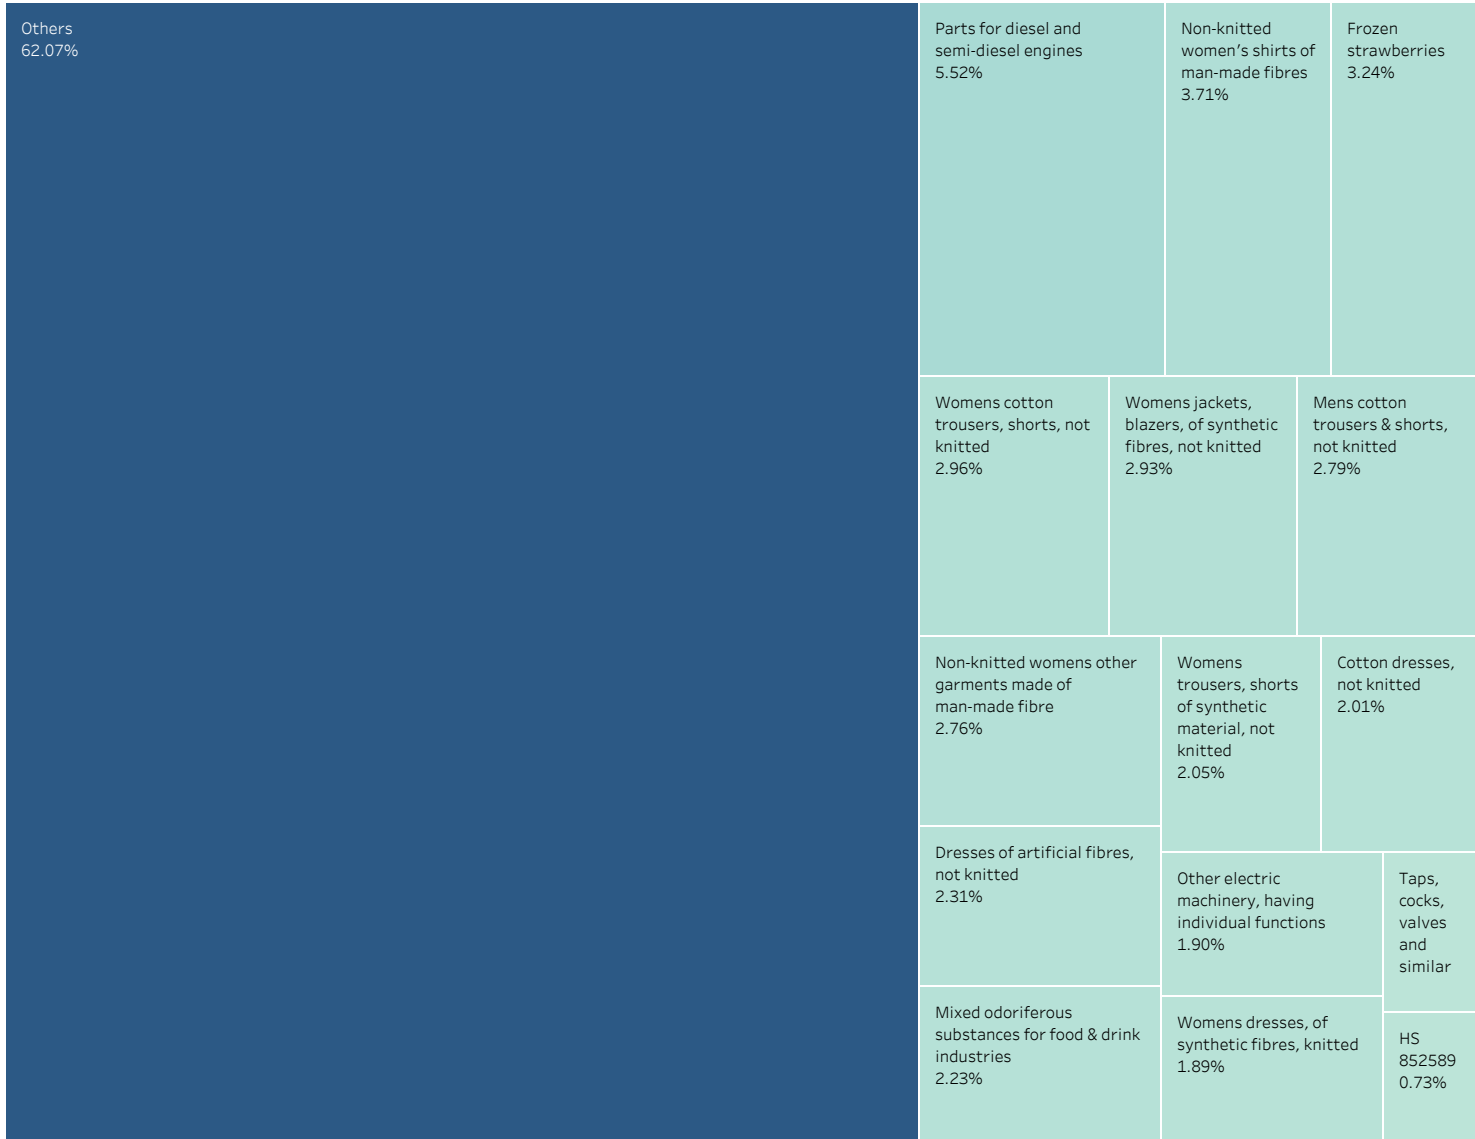 Others
62.07%
Parts for diesel and
semi-diesel engines
5.52%
Non-knitted
women's shirts of
man-made fibres
3.71%
Frozen
strawberries
3.24%
Womens cotton
trousers, shorts, not
knitted
2.96%
Womens jackets,
blazers, of synthetic
fibres, not knitted
2.93%
Mens cotton
trousers & shorts,
not knitted
2.79%
Non-knitted womens other
garments made of
man-made fibre
2.76%
Womens
trousers, shorts
of synthetic
material, not
knitted
2.05%
Cotton dresses,
not knitted
2.01%
Dresses of artificial fibres,
not knitted
2.31%
Other electric
machinery, having
individual functions
1.90%
Taps,
cocks,
valves
and
similar
Mixed odoriferous
substances for food & drink
industries
2.23%
Womens dresses, of
synthetic fibres, knitted
1.89%
HS
852589
0.73%